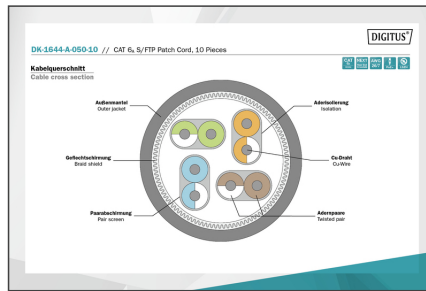 DIGITUS®
DK-1644-A-050-10 // CAT 6A S/FTP Patch Cord, 10 Pieces
Kabelquerschnitt
Cable cross section
Außenmantel
Outer jacket
Aderisolierung
Isolation
Geflechtschirmung
Braid shield
Cu-Draht
Cu-Wire
Paarabschirmung
Pair screen
Adernpaare
Twisted pair